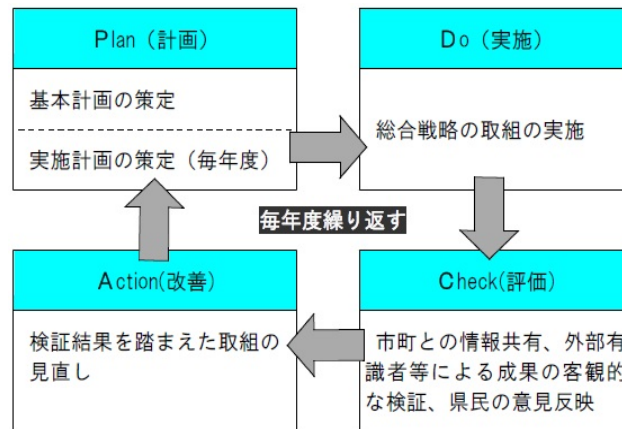 Plan（計画）
基本計画の策定
実施計画の策定（毎年度）
Do（実施）
総合戦略の取組の実施
毎年度繰り返す
Action(改善)
検証結果を踏まえた取組の
見直し
Check(評価)
市町との情報共有、外部有
識者等による成果の客観的
な検証、県民の意見反映